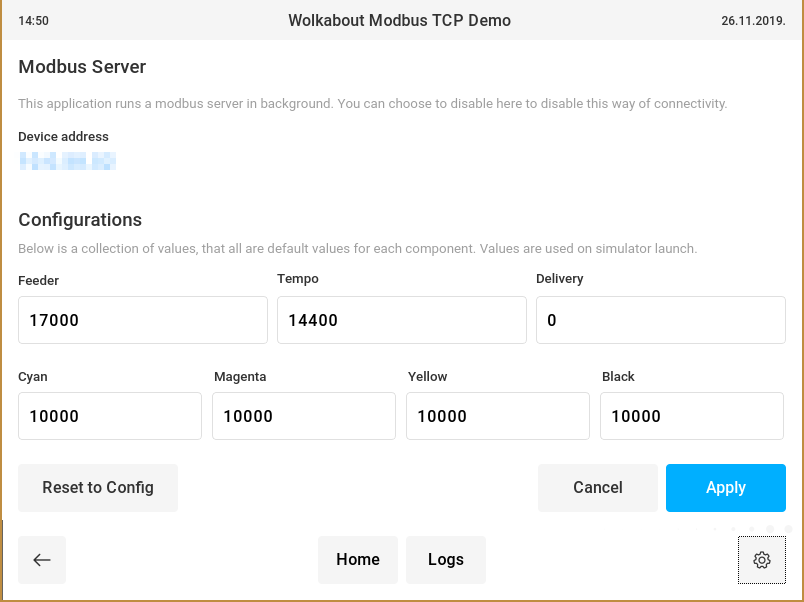 14:50 Wolkabout Modbus TCP Demo 26.11.2019.
Modbus Server
This application runs a modbus server in background. You can choose to disable here to disable this way of connectivity.
Device address
Configurations
Below is a collection of values, that all are default values for each component. Values are used on simulator launch.
Feeder Tempo Delivery
17000 14400 0
Cyan Magenta Yellow Black
10000 10000 10000 10000
Reset to Config Cancel Apply
Home Logs